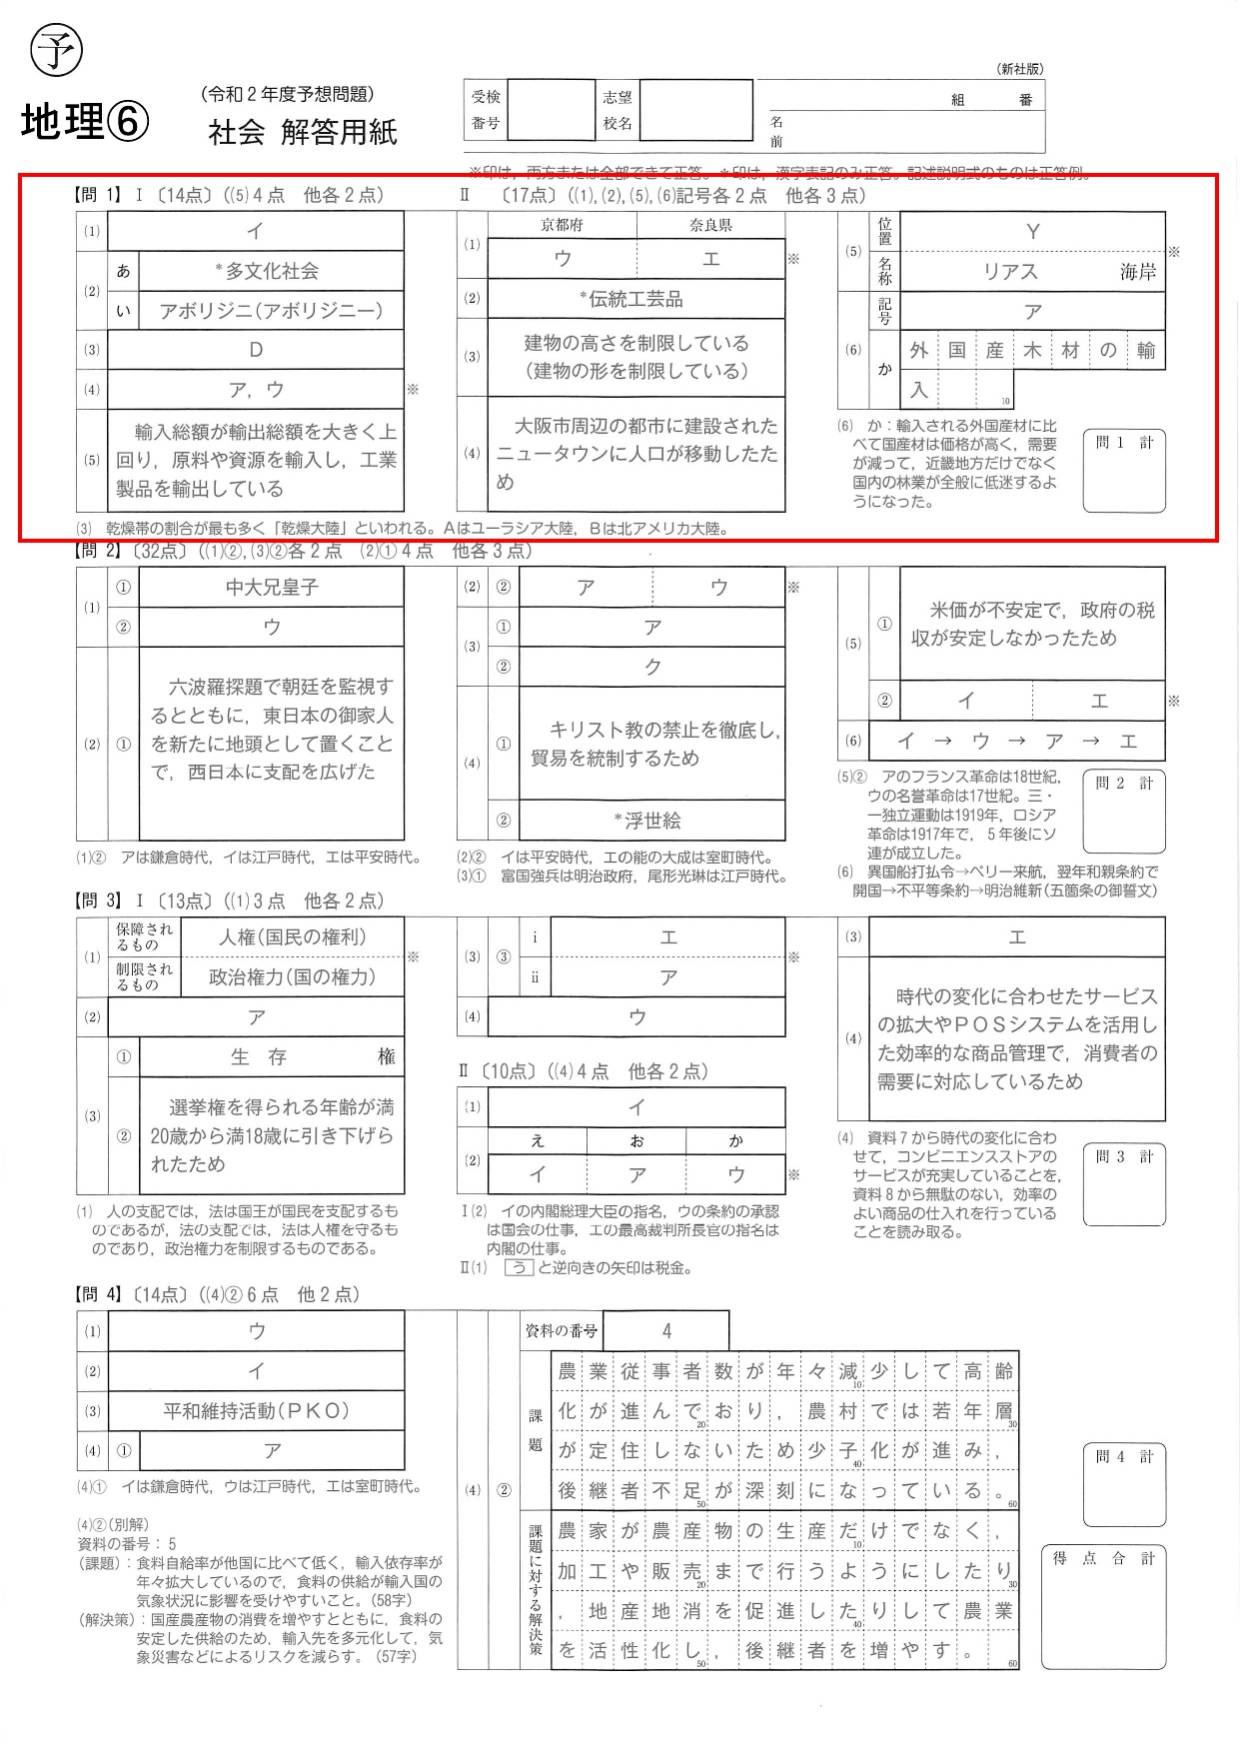 予
地理⑥
(令和2年度予想問題)
社会 解答用紙
受検
番号
志望
校名
(新社版)
組 番
名
前
※印は,両方または全部できて正答。*印は,漢字表記のみ正答。記述説明式のものは正答例。
【問 1】 Ⅰ 〔14点〕((5)4点 他各2点)
(1) イ
(2) あ *多文化社会
い アボリジニ(アボリジニー)
(3) D
(4) ア,ウ ※
(5) 輸入総額が輸出総額を大きく上
回り,原料や資源を輸入し,工業
製品を輸出している
(3) 乾燥帯の割合が最も多く「乾燥大陸」といわれる。Aはユーラシア大陸,Bは北アメリカ大陸。
Ⅱ 〔17点〕((1),(2),(5),(6)記号各2点 他各3点)
京都府 奈良県
(1) ウ エ ※
(2) *伝統工芸品
(3) 建物の高さを制限している
(建物の形を制限している)
(4) 大阪市周辺の都市に建設された
ニュータウンに人口が移動したた
め
(5) 位置 Y ※
名称 リアス 海岸
(6) 記号 ア
か 外国産木材の輸
入 10
(6) か:輸入される外国産材に比
べて国産材は価格が高く,需要
が減って,近畿地方だけでなく
国内の林業が全般に低迷するよ
うになった。
問 1 計
【問 2】〔32点〕((1)②,(3)②各2点 (2)①4点 他各3点)
(1) ① 中大兄皇子
② ウ
(2) ① 六波羅探題で朝廷を監視す
るとともに,東日本の御家人
を新たに地頭として置くこと
で,西日本に支配を広げた
(1)② アは鎌倉時代,イは江戸時代,エは平安時代。
(2) ② ア ウ ※
(3) ① ア
② ク
(4) ① キリスト教の禁止を徹底し,
貿易を統制するため
② *浮世絵
(2)② イは平安時代,エの能の大成は室町時代。
(3)① 富国強兵は明治政府,尾形光琳は江戸時代。
(5) ① 米価が不安定で,政府の税
収が安定しなかったため
② イ エ ※
(6) イ → ウ → ア → エ
(5)② アのフランス革命は18世紀,
ウの名誉革命は17世紀。三・
一独立運動は1919年,ロシア
革命は1917年で,5年後にソ
連が成立した。
(6) 異国船打払令→ペリー来航,翌年和親条約で
開国→不平等条約→明治維新(五箇条の御誓文)
問 2 計
【問 3】 Ⅰ 〔13点〕((1)3点 他各2点)
(1) 保障され
るもの 人権(国民の権利) ※
制限され
るもの 政治権力(国の権力)
(2) ア
(3) ① 生 存 権
② 選挙権を得られる年齢が満
20歳から満18歳に引き下げら
れたため
(1) 人の支配では,法は国王が国民を支配するも
のであるが,法の支配では,法は人権を守るも
のであり,政治権力を制限するものである。
(3) ③ ⅰ エ ※
ⅱ ア
(4) ウ
Ⅱ 〔10点〕((4)4点 他各2点)
(1) イ
え お か
(2) イ ア ウ ※
Ⅰ(2) イの内閣総理大臣の指名,ウの条約の承認
は国会の仕事,エの最高裁判所長官の指名は
内閣の仕事。
Ⅱ(1) う と逆向きの矢印は税金。
(3) エ
(4) 時代の変化に合わせたサービス
の拡大やPOSシステムを活用し
た効率的な商品管理で,消費者の
需要に対応しているため
(4) 資料7から時代の変化に合わ
せて,コンビニエンスストアの
サービスが充実していることを,
資料8から無駄のない,効率の
よい商品の仕入れを行っている
ことを読み取る。
問 3 計
【問 4】〔14点〕((4)②6点 他2点)
(1) ウ
(2) イ
(3) 平和維持活動(PKO)
(4) ① ア
(4)① イは鎌倉時代,ウは江戸時代,エは室町時代。
(4)②(別解)
資料の番号:5
(課題):食料自給率が他国に比べて低く,輸入依存率が
年々拡大しているので,食料の供給が輸入国の
気象状況に影響を受けやすいこと。(58字)
(解決策):国産農産物の消費を増やすとともに,食料の
安定した供給のため,輸入先を多元化して,気
象災害などによるリスクを減らす。(57字)
(4) ② 資料の番号 4
課題
農業従事者数が年々減少して高齢
10
化が進んでおり,農村では若年層
20 30
が定住しないため少子化が進み,
40
後継者不足が深刻になっている。
50 60
課題に対する解決策
農家が農産物の生産だけでなく,
10
加工や販売まで行うようにしたり
20 30
,地産地消を促進したりして農業
40
を活性化し,後継者を増やす。
50 60
問 4 計
得 点 合 計